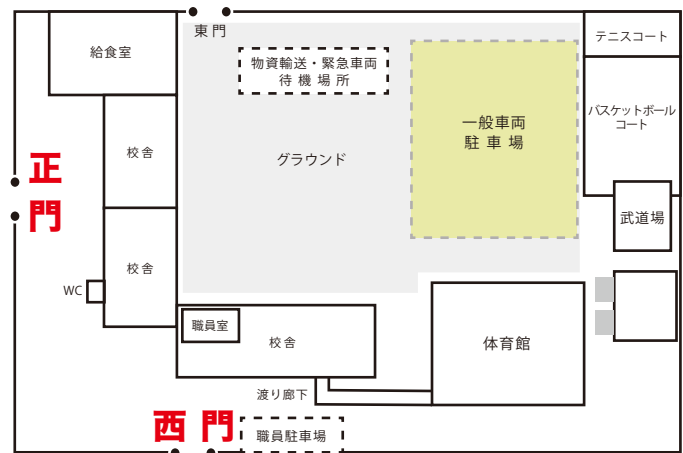 東門
給食室
物資輸送・緊急車両
待機場所
テニスコート
バスケットボール
コート
一般車両
駐車場
校舎
グラウンド
正
門
武道場
校舎
WC
職員室
校舎
体育館
渡り廊下
西門
職員駐車場